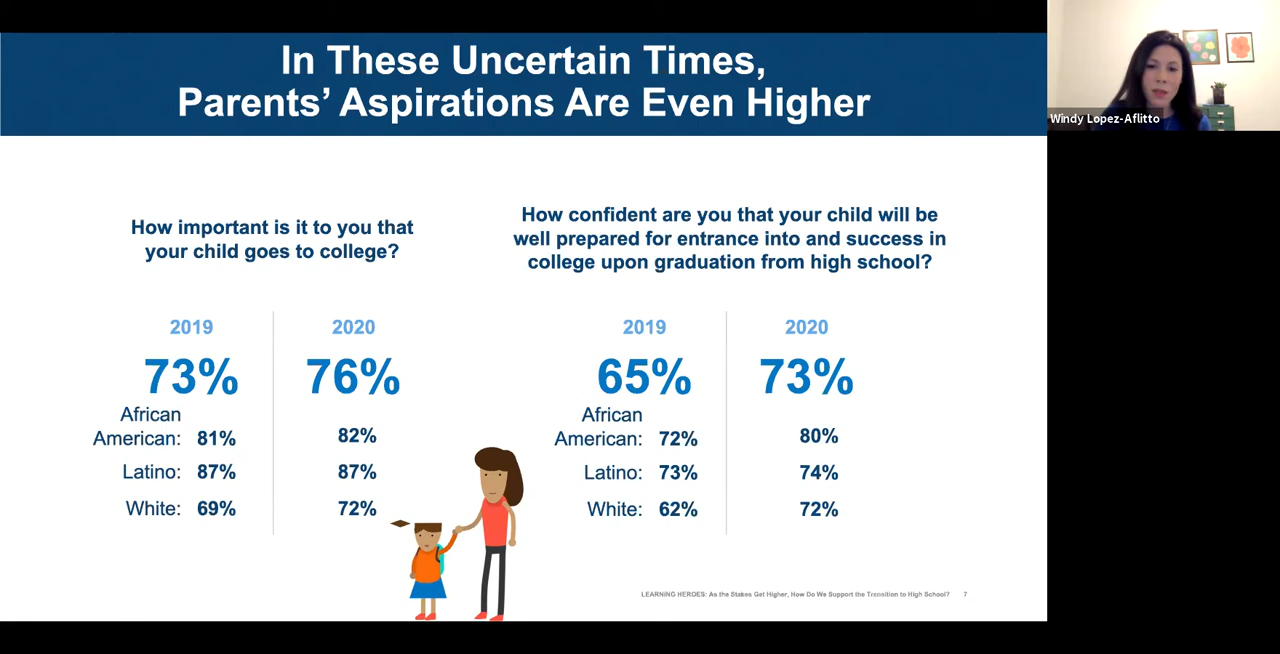 In These Uncertain Times,
Parents’ Aspirations Are Even Higher
Windy Lopez-Aflitto
How important is it to you that
your child goes to college?
2019
2020
73%
76%
African
American: 81%
82%
Latino: 87%
87%
White: 69%
72%
How confident are you that your child will be
well prepared for entrance into and success in
college upon graduation from high school?
2019
2020
65%
73%
African
American: 72%
80%
Latino: 73%
74%
White: 62%
72%
LEARNING HEROES: As the Stakes Get Higher, How Do We Support the Transition to High School? 7